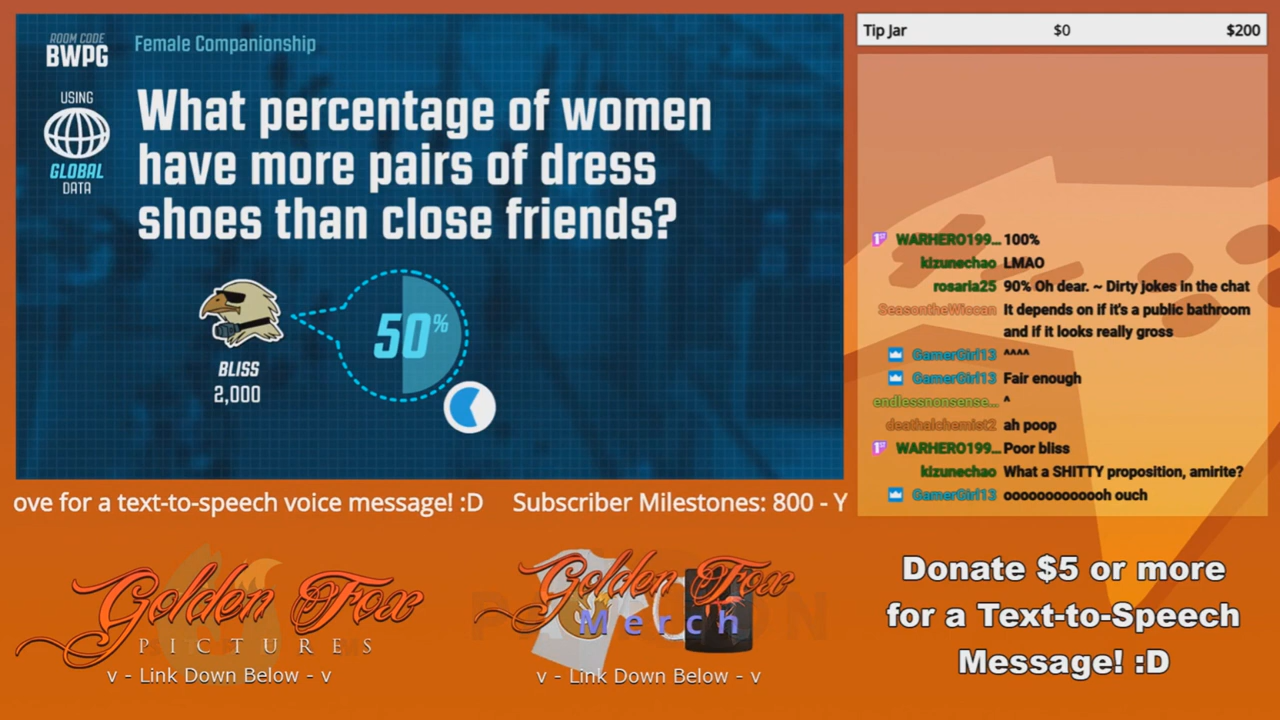 ROOM CODE
BWPG
USING
GLOBAL
DATA
Female Companionship
What percentage of women
have more pairs of dress
shoes than close friends?
50%
BLISS
2,000
Tip Jar $0 $200
WARHERO199... 100%
kizunechao LMAO
rosaria25 90% Oh dear. ~ Dirty jokes in the chat
SeasontheWiccan It depends on if it's a public bathroom
and if it looks really gross
GamerGirl13 ^^^^
GamerGirl13 Fair enough
endlessnonsense... ^
deathalchemist2 ah poop
WARHERO199... Poor bliss
kizunechao What a SHITTY proposition, amirite?
GamerGirl13 ooooooooooooh ouch
ove for a text-to-speech voice message! :D Subscriber Milestones: 800 - Y
Golden Fox
PICTURES
v - Link Down Below - v
Golden Fox
Merch
v - Link Down Below - v
Donate $5 or more
for a Text-to-Speech
Message! :D